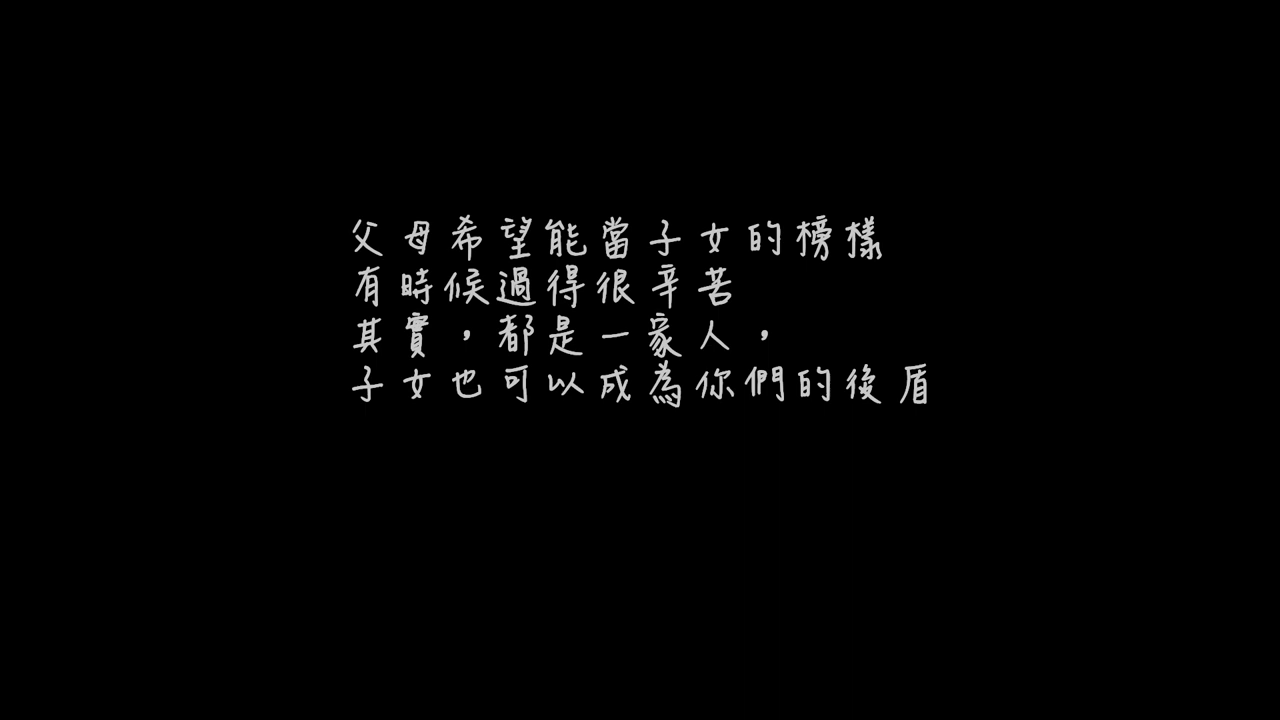 父母希望能當子女的榜樣
有時候過得很辛苦
其實，都是一家人，
子女也可以成為你們的後盾